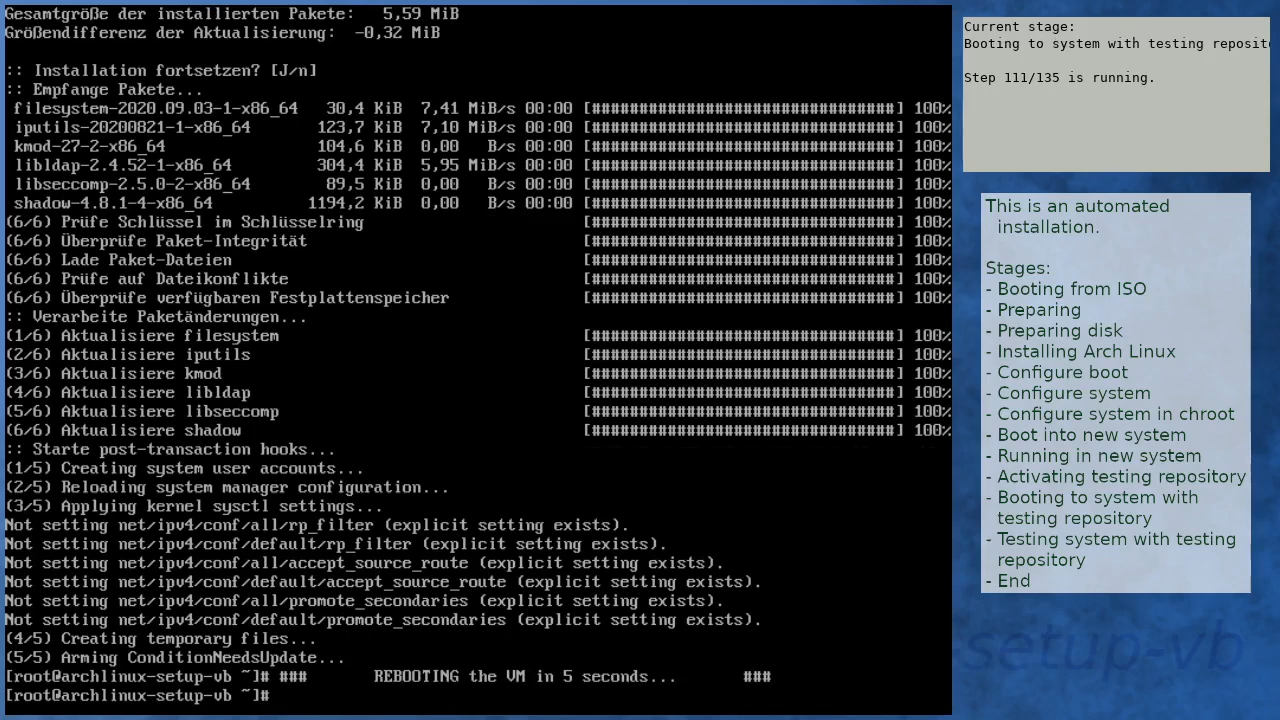 Gesamtgröße der installierten Pakete:   5,59 MiB
Größendifferenz der Aktualisierung:  -0,32 MiB
:: Installation fortsetzen? [J/n]
:: Empfange Pakete...
filesystem-2020.09.03-1-x86_64   30,4 KiB  7,41 MiB/s 00:00 [################################] 100%
iputils-20200821-1-x86_64       123,7 KiB  7,10 MiB/s 00:00 [################################] 100%
kmod-27-2-x86_64                104,6 KiB  0,00   B/s 00:00 [################################] 100%
libldap-2.4.52-1-x86_64         304,4 KiB  5,95 MiB/s 00:00 [################################] 100%
libseccomp-2.5.0-2-x86_64        89,5 KiB  0,00   B/s 00:00 [################################] 100%
shadow-4.8.1-4-x86_64          1194,2 KiB  0,00   B/s 00:00 [################################] 100%
(6/6) Prüfe Schlüssel im Schlüsselring [################################] 100%
(6/6) Überprüfe Paket-Integrität [################################] 100%
(6/6) Lade Paket-Dateien [################################] 100%
(6/6) Prüfe auf Dateikonflikte [################################] 100%
(6/6) Überprüfe verfügbaren Festplattenspeicher [################################] 100%
:: Verarbeite Paketänderungen...
(1/6) Aktualisiere filesystem [################################] 100%
(2/6) Aktualisiere iputils [################################] 100%
(3/6) Aktualisiere kmod [################################] 100%
(4/6) Aktualisiere libldap [################################] 100%
(5/6) Aktualisiere libseccomp [################################] 100%
(6/6) Aktualisiere shadow [################################] 100%
:: Starte post-transaction hooks...
(1/5) Creating system user accounts...
(2/5) Reloading system manager configuration...
(3/5) Applying kernel sysctl settings...
Not setting net/ipv4/conf/all/rp_filter (explicit setting exists).
Not setting net/ipv4/conf/default/rp_filter (explicit setting exists).
Not setting net/ipv4/conf/all/accept_source_route (explicit setting exists).
Not setting net/ipv4/conf/default/accept_source_route (explicit setting exists).
Not setting net/ipv4/conf/all/promote_secondaries (explicit setting exists).
Not setting net/ipv4/conf/default/promote_secondaries (explicit setting exists).
(4/5) Creating temporary files...
(5/5) Arming ConditionNeedsUpdate...
[root@archlinux-setup-vb ~]# ###       REBOOTING the VM in 5 seconds...       ###
[root@archlinux-setup-vb ~]#
Current stage:
Booting to system with testing reposito
Step 111/135 is running.
This is an automated
installation.
Stages:
- Booting from ISO
- Preparing
- Preparing disk
- Installing Arch Linux
- Configure boot
- Configure system
- Configure system in chroot
- Boot into new system
- Running in new system
- Activating testing repository
- Booting to system with
testing repository
- Testing system with testing
repository
- End
-setup-vb